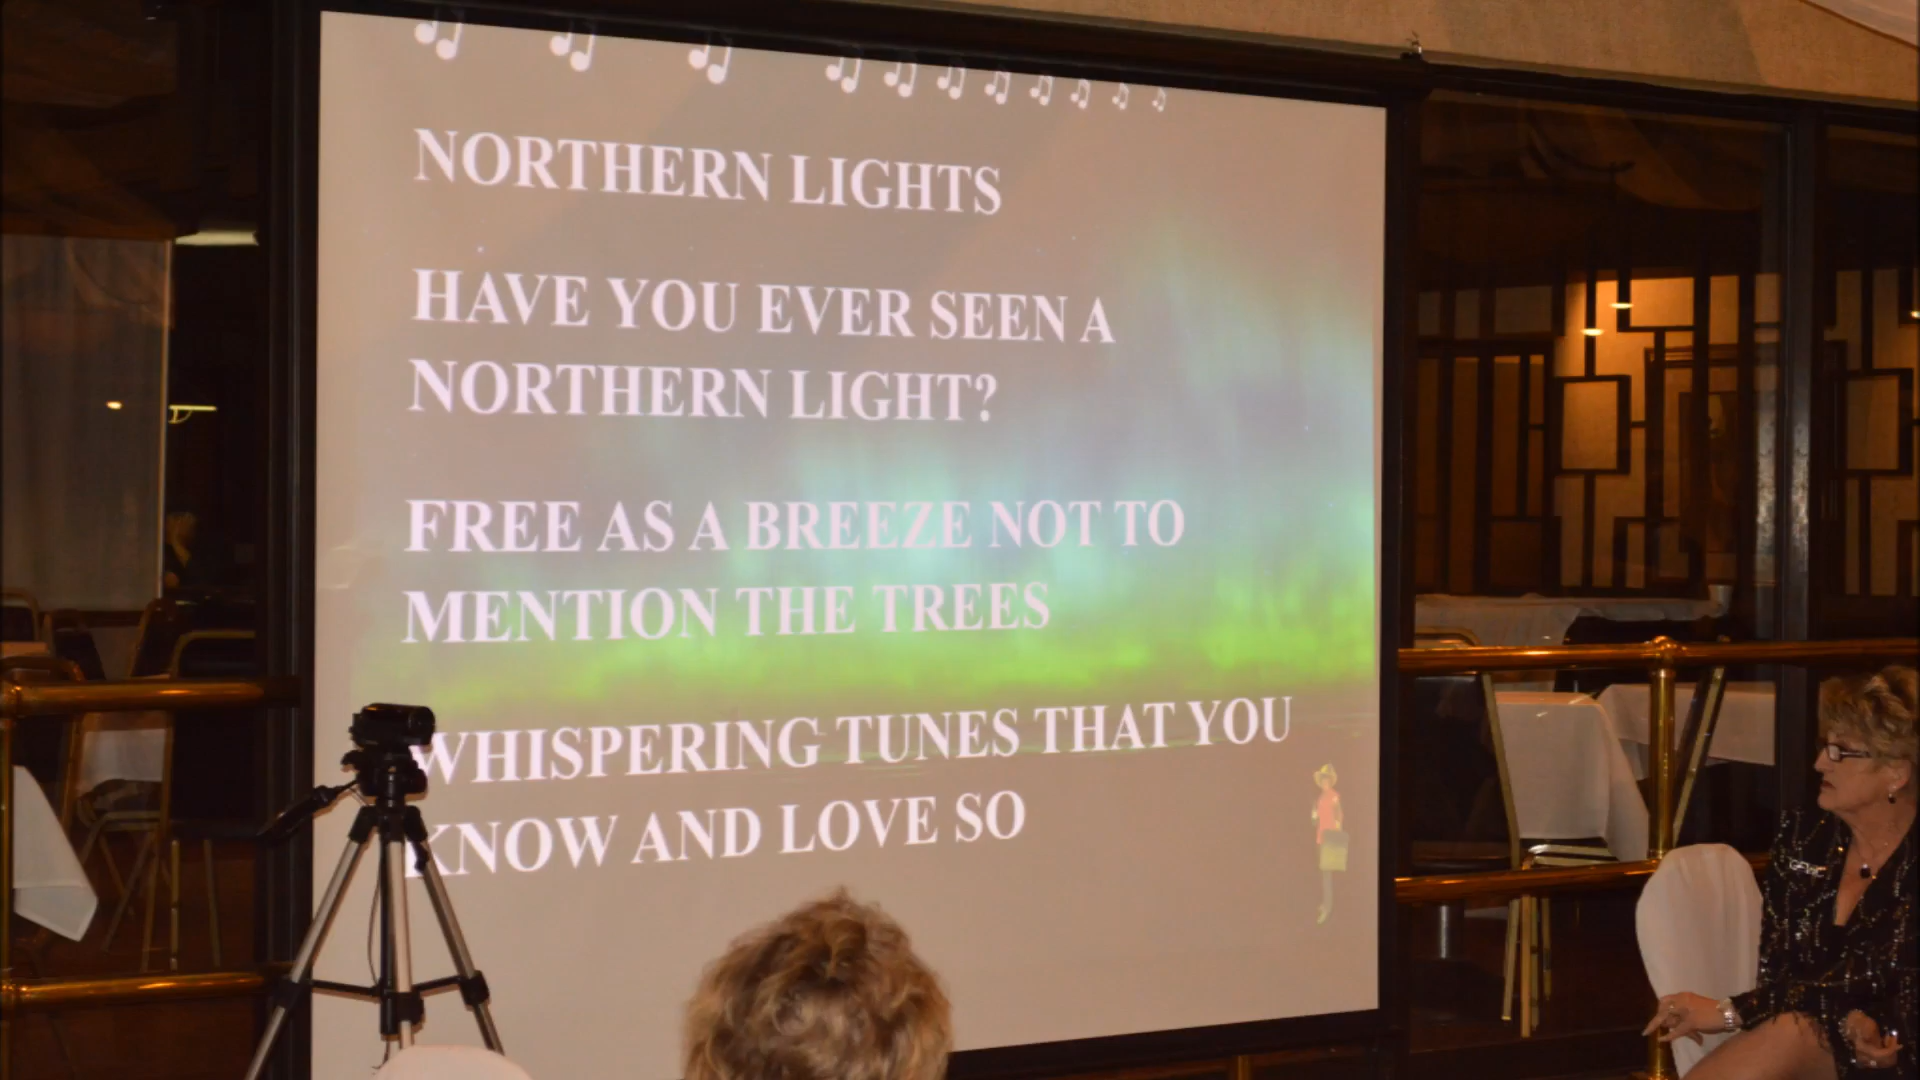 NORTHERN LIGHTS
HAVE YOU EVER SEEN A
NORTHERN LIGHT?
FREE AS A BREEZE NOT TO
MENTION THE TREES
WHISPERING TUNES THAT YOU
KNOW AND LOVE SO